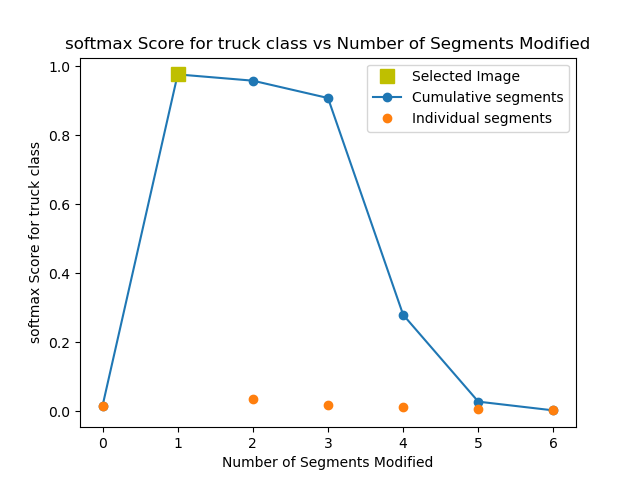 softmax Score for truck class vs Number of Segments Modified
Selected Image
Cumulative segments
Individual segments
softmax Score for truck class
1.0
0.8
0.6
0.4
0.2
0.0
0 1 2 3 4 5 6
Number of Segments Modified